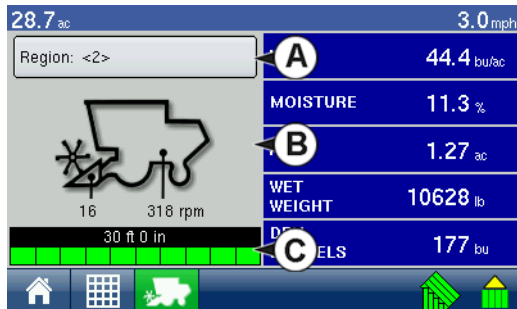 28.7 ac
3.0 mph
Region: <2>
A
44.4 bu/ac
MOISTURE
11.3 %
B
1.27 ac
16
318 rpm
WET
WEIGHT
10628 lb
30 ft 0 in
C
ELS
177 bu